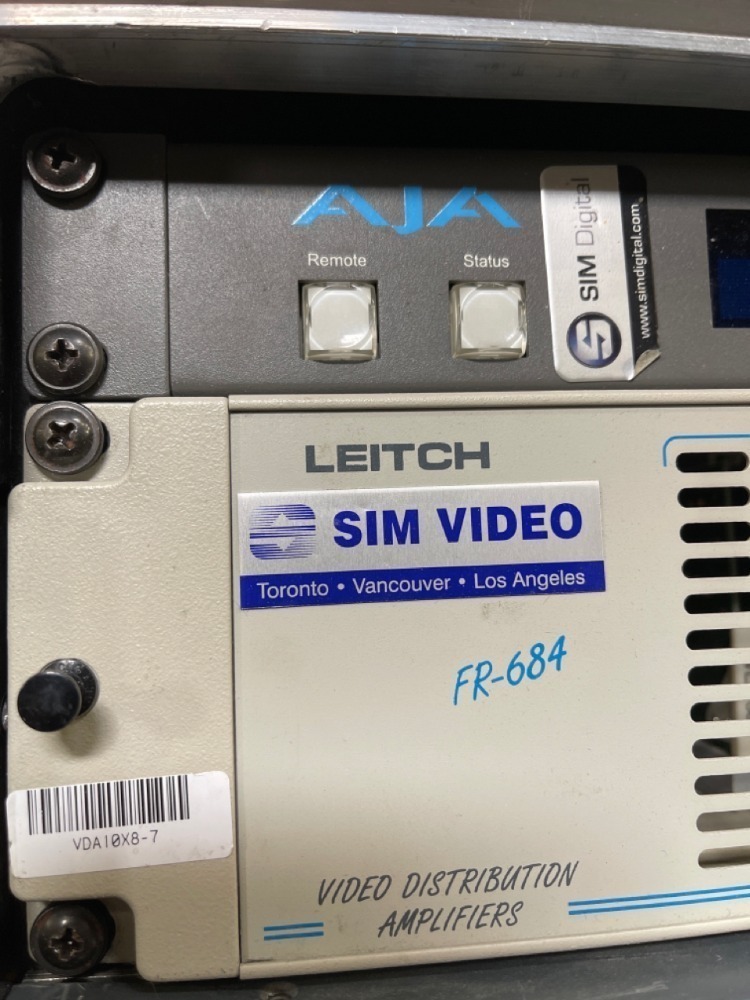 AJA
Remote
Status
SIM Digital
www.simdigital.com
LEITCH
SIM VIDEO
Toronto • Vancouver • Los Angeles
FR-684
VDA10X8-7
VIDEO DISTRIBUTION
AMPLIFIERS